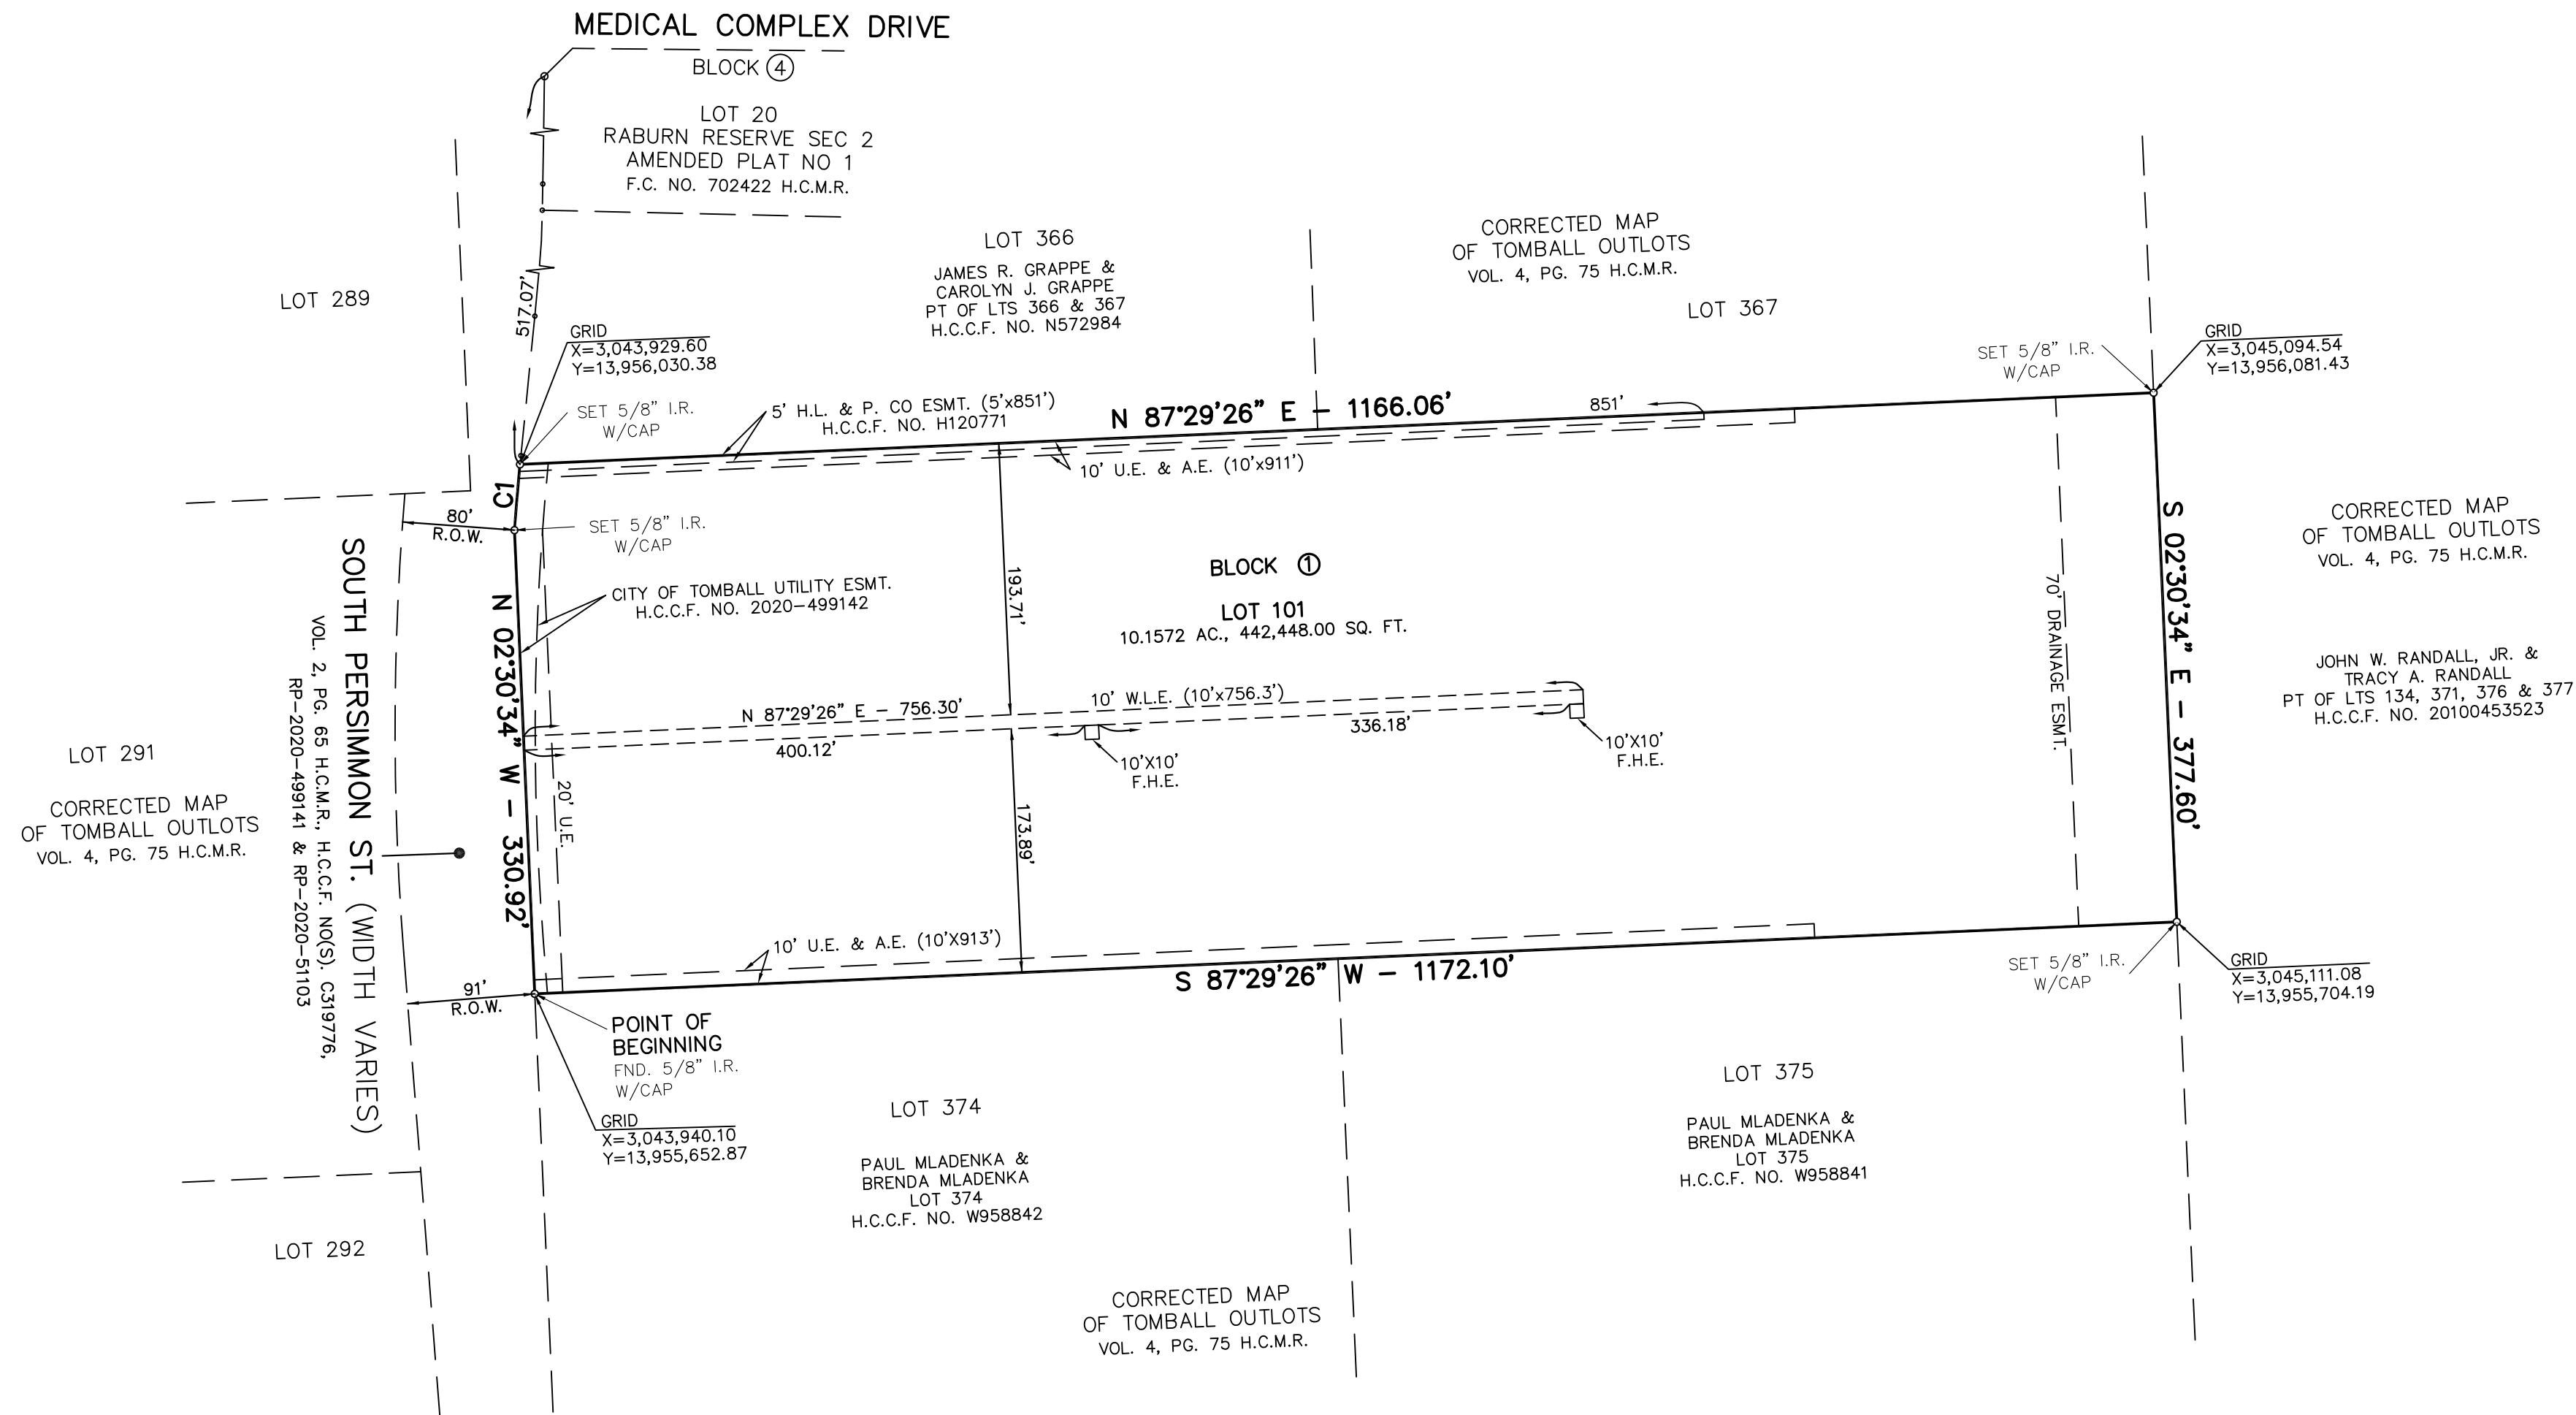 MEDICAL COMPLEX DRIVE
BLOCK 4
LOT 20
RABURN RESERVE SEC 2
AMENDED PLAT NO 1
F.C. NO. 702422 H.C.M.R.
517.07'
LOT 289
LOT 366
JAMES R. GRAPPE &
CAROLYN J. GRAPPE
PT OF LTS 366 & 367
H.C.C.F. NO. N572984
CORRECTED MAP
OF TOMBALL OUTLOTS
VOL. 4, PG. 75 H.C.M.R.
LOT 367
GRID
X=3,043,929.60
Y=13,956,030.38
SET 5/8" I.R.
W/CAP
GRID
X=3,045,094.54
Y=13,956,081.43
SET 5/8" I.R.
W/CAP
5' H.L. & P. CO ESMT. (5'x851')
H.C.C.F. NO. H120771
N 87°29'26" E - 1166.06'
851'
10' U.E. & A.E. (10'x911')
C1
80'
R.O.W.
SET 5/8" I.R.
W/CAP
CITY OF TOMBALL UTILITY ESMT.
H.C.C.F. NO. 2020-499142
193.71'
BLOCK 1
LOT 101
10.1572 AC., 442,448.00 SQ. FT.
70' DRAINAGE ESMT.
S 02°30'34" E - 377.60'
CORRECTED MAP
OF TOMBALL OUTLOTS
VOL. 4, PG. 75 H.C.M.R.
JOHN W. RANDALL, JR. &
TRACY A. RANDALL
PT OF LTS 134, 371, 376 & 377
H.C.C.F. NO. 20100453523
SOUTH PERSIMMON ST. (WIDTH VARIES)
VOL. 2, PG. 65 H.C.M.R., H.C.C.F. NO(S). C319776,
RP-2020-499141 & RP-2020-51103
N 02°30'34" W - 330.92'
N 87°29'26" E - 756.30'
10' W.L.E. (10'x756.3')
400.12'
336.18'
10'X10'
F.H.E.
10'X10'
F.H.E.
20' U.E.
173.89'
LOT 291
CORRECTED MAP
OF TOMBALL OUTLOTS
VOL. 4, PG. 75 H.C.M.R.
10' U.E. & A.E. (10'X913')
S 87°29'26" W - 1172.10'
91'
R.O.W.
SET 5/8" I.R.
W/CAP
GRID
X=3,045,111.08
Y=13,955,704.19
POINT OF
BEGINNING
FND. 5/8" I.R.
W/CAP
GRID
X=3,043,940.10
Y=13,955,652.87
LOT 374
PAUL MLADENKA &
BRENDA MLADENKA
LOT 374
H.C.C.F. NO. W958842
LOT 375
PAUL MLADENKA &
BRENDA MLADENKA
LOT 375
H.C.C.F. NO. W958841
LOT 292
CORRECTED MAP
OF TOMBALL OUTLOTS
VOL. 4, PG. 75 H.C.M.R.